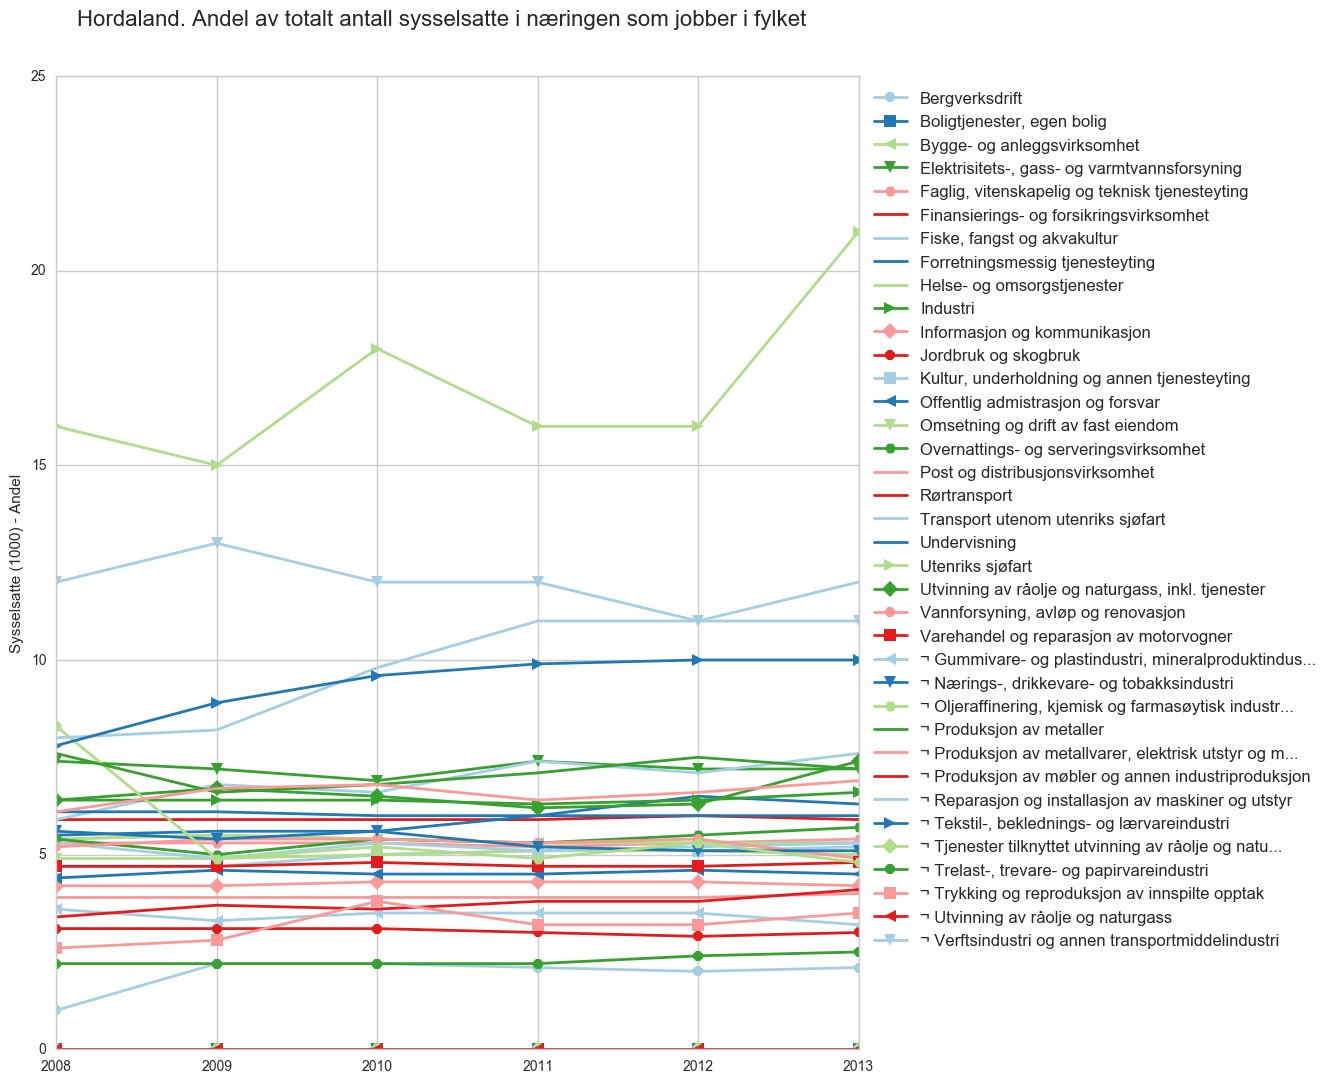 Hordaland. Andel av totalt antall sysselsatte i næringen som jobber i fylket
25
20
15
10
5
0
Sysselsatte (1000) - Andel
2008
2009
2010
2011
2012
2013
Bergverksdrift
Boligtjenester, egen bolig
Bygge- og anleggsvirksomhet
Elektrisitets-, gass- og varmtvannsforsyning
Faglig, vitenskapelig og teknisk tjenesteyting
Finansierings- og forsikringsvirksomhet
Fiske, fangst og akvakultur
Forretningsmessig tjenesteyting
Helse- og omsorgstjenester
Industri
Informasjon og kommunikasjon
Jordbruk og skogbruk
Kultur, underholdning og annen tjenesteyting
Offentlig admistrasjon og forsvar
Omsetning og drift av fast eiendom
Overnattings- og serveringsvirksomhet
Post og distribusjonsvirksomhet
Rørtransport
Transport utenom utenriks sjøfart
Undervisning
Utenriks sjøfart
Utvinning av råolje og naturgass, inkl. tjenester
Vannforsyning, avløp og renovasjon
Varehandel og reparasjon av motorvogner
¬ Gummivare- og plastindustri, mineralproduktindus...
¬ Nærings-, drikkevare- og tobakksindustri
¬ Oljeraffinering, kjemisk og farmasøytisk industr...
¬ Produksjon av metaller
¬ Produksjon av metallvarer, elektrisk utstyr og m...
¬ Produksjon av møbler og annen industriproduksjon
¬ Reparasjon og installasjon av maskiner og utstyr
¬ Tekstil-, beklednings- og lærvareindustri
¬ Tjenester tilknyttet utvinning av råolje og natu...
¬ Trelast-, trevare- og papirvareindustri
¬ Trykking og reproduksjon av innspilte opptak
¬ Utvinning av råolje og naturgass
¬ Verftsindustri og annen transportmiddelindustri